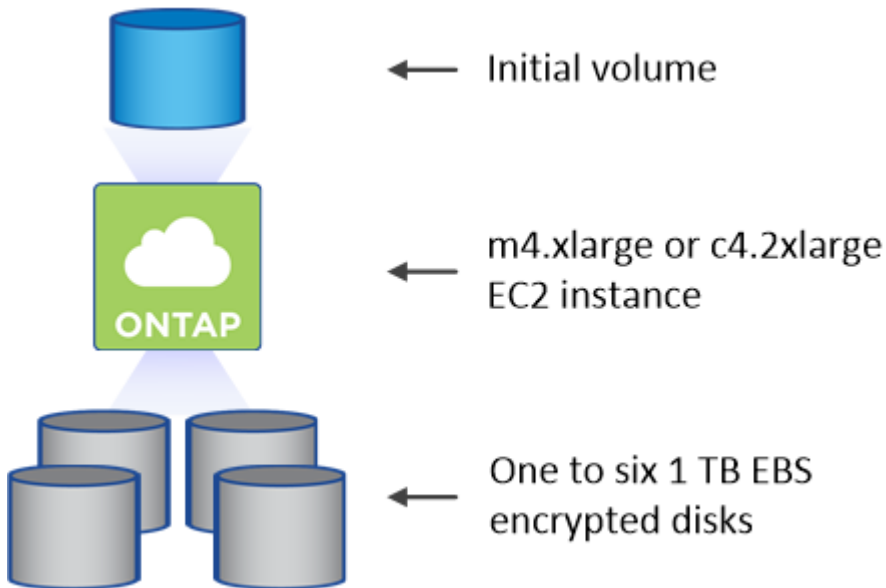 Initial volume
m4.xlarge or c4.2xlarge
EC2 instance
ONTAP
One to six 1 TB EBS
encrypted disks